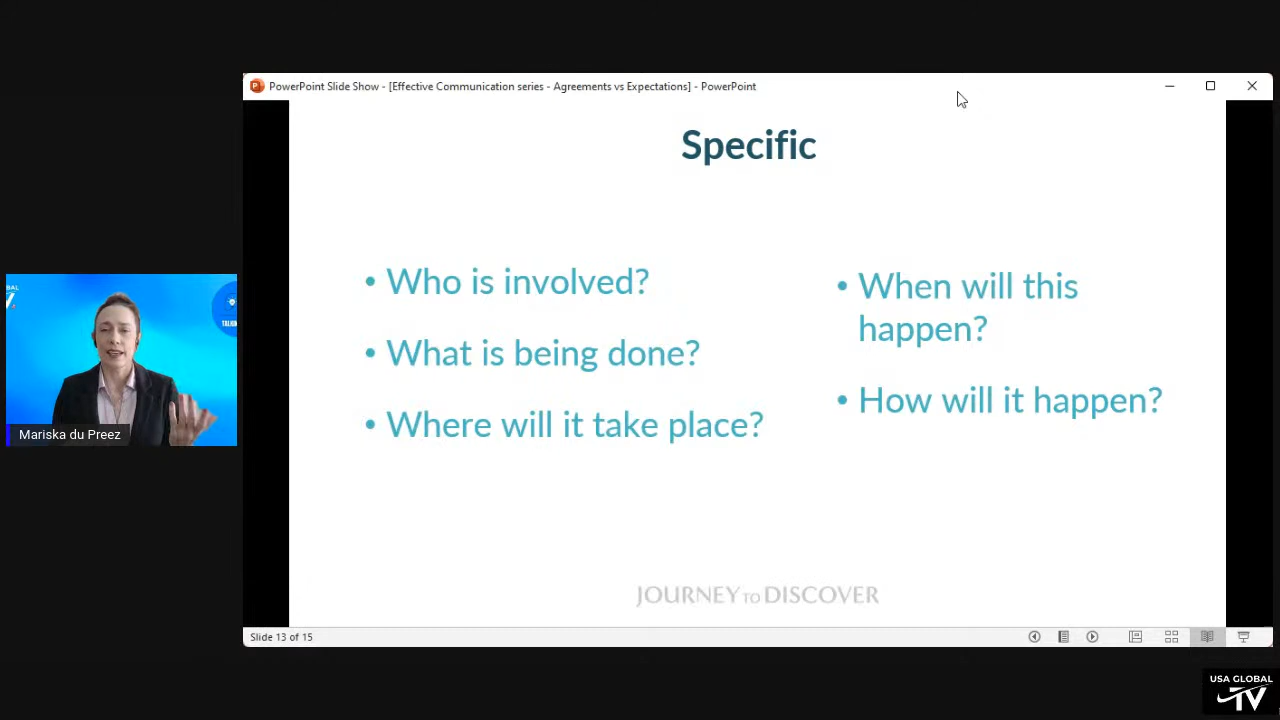 PowerPoint Slide Show - [Effective Communication series - Agreements vs Expectations] - PowerPoint
Specific
• Who is involved?
• What is being done?
• Where will it take place?
• When will this
happen?
• How will it happen?
JOURNEY TO DISCOVER
Slide 13 of 15
Mariska du Preez
USA GLOBAL
TV